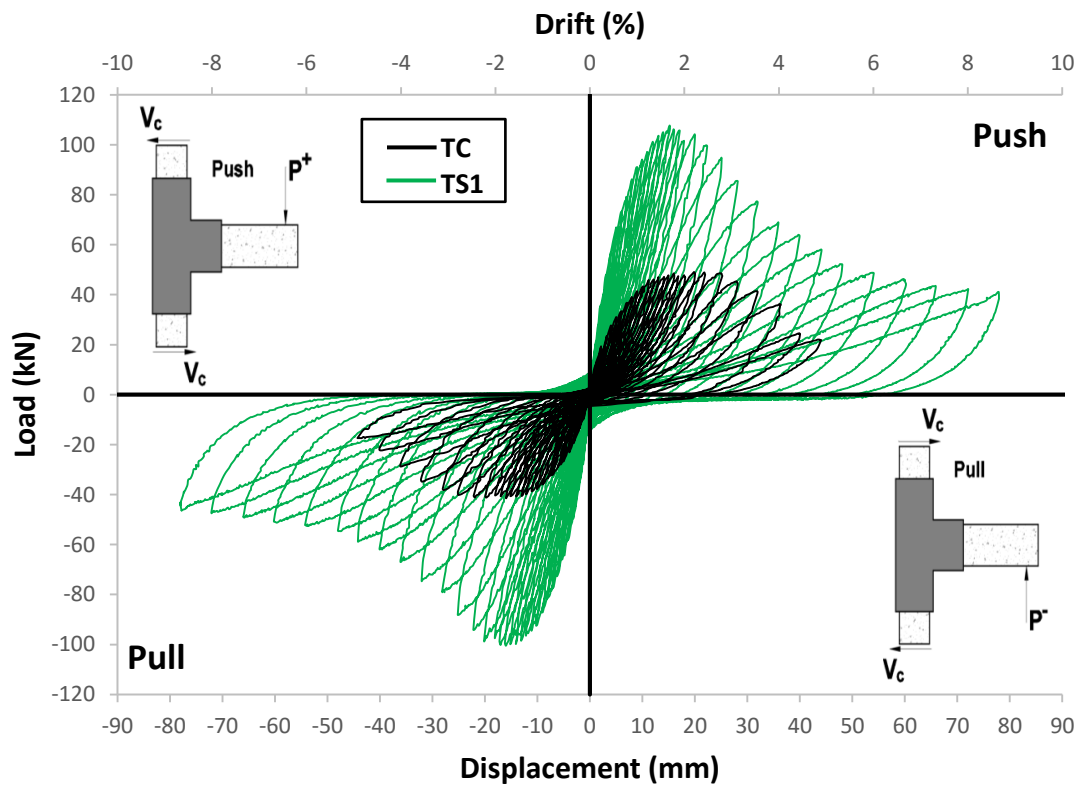 Drift (%)
-10 -8 -6 -4 -2 0 2 4 6 8 10
120
100
80
60
40
20
0
-20
-40
-60
-80
-100
-120
Load (kN)
Vc
Push
P+
Vc
TC
TS1
Push
Vc
Pull
P-
Vc
Pull
-90 -80 -70 -60 -50 -40 -30 -20 -10 0 10 20 30 40 50 60 70 80 90
Displacement (mm)